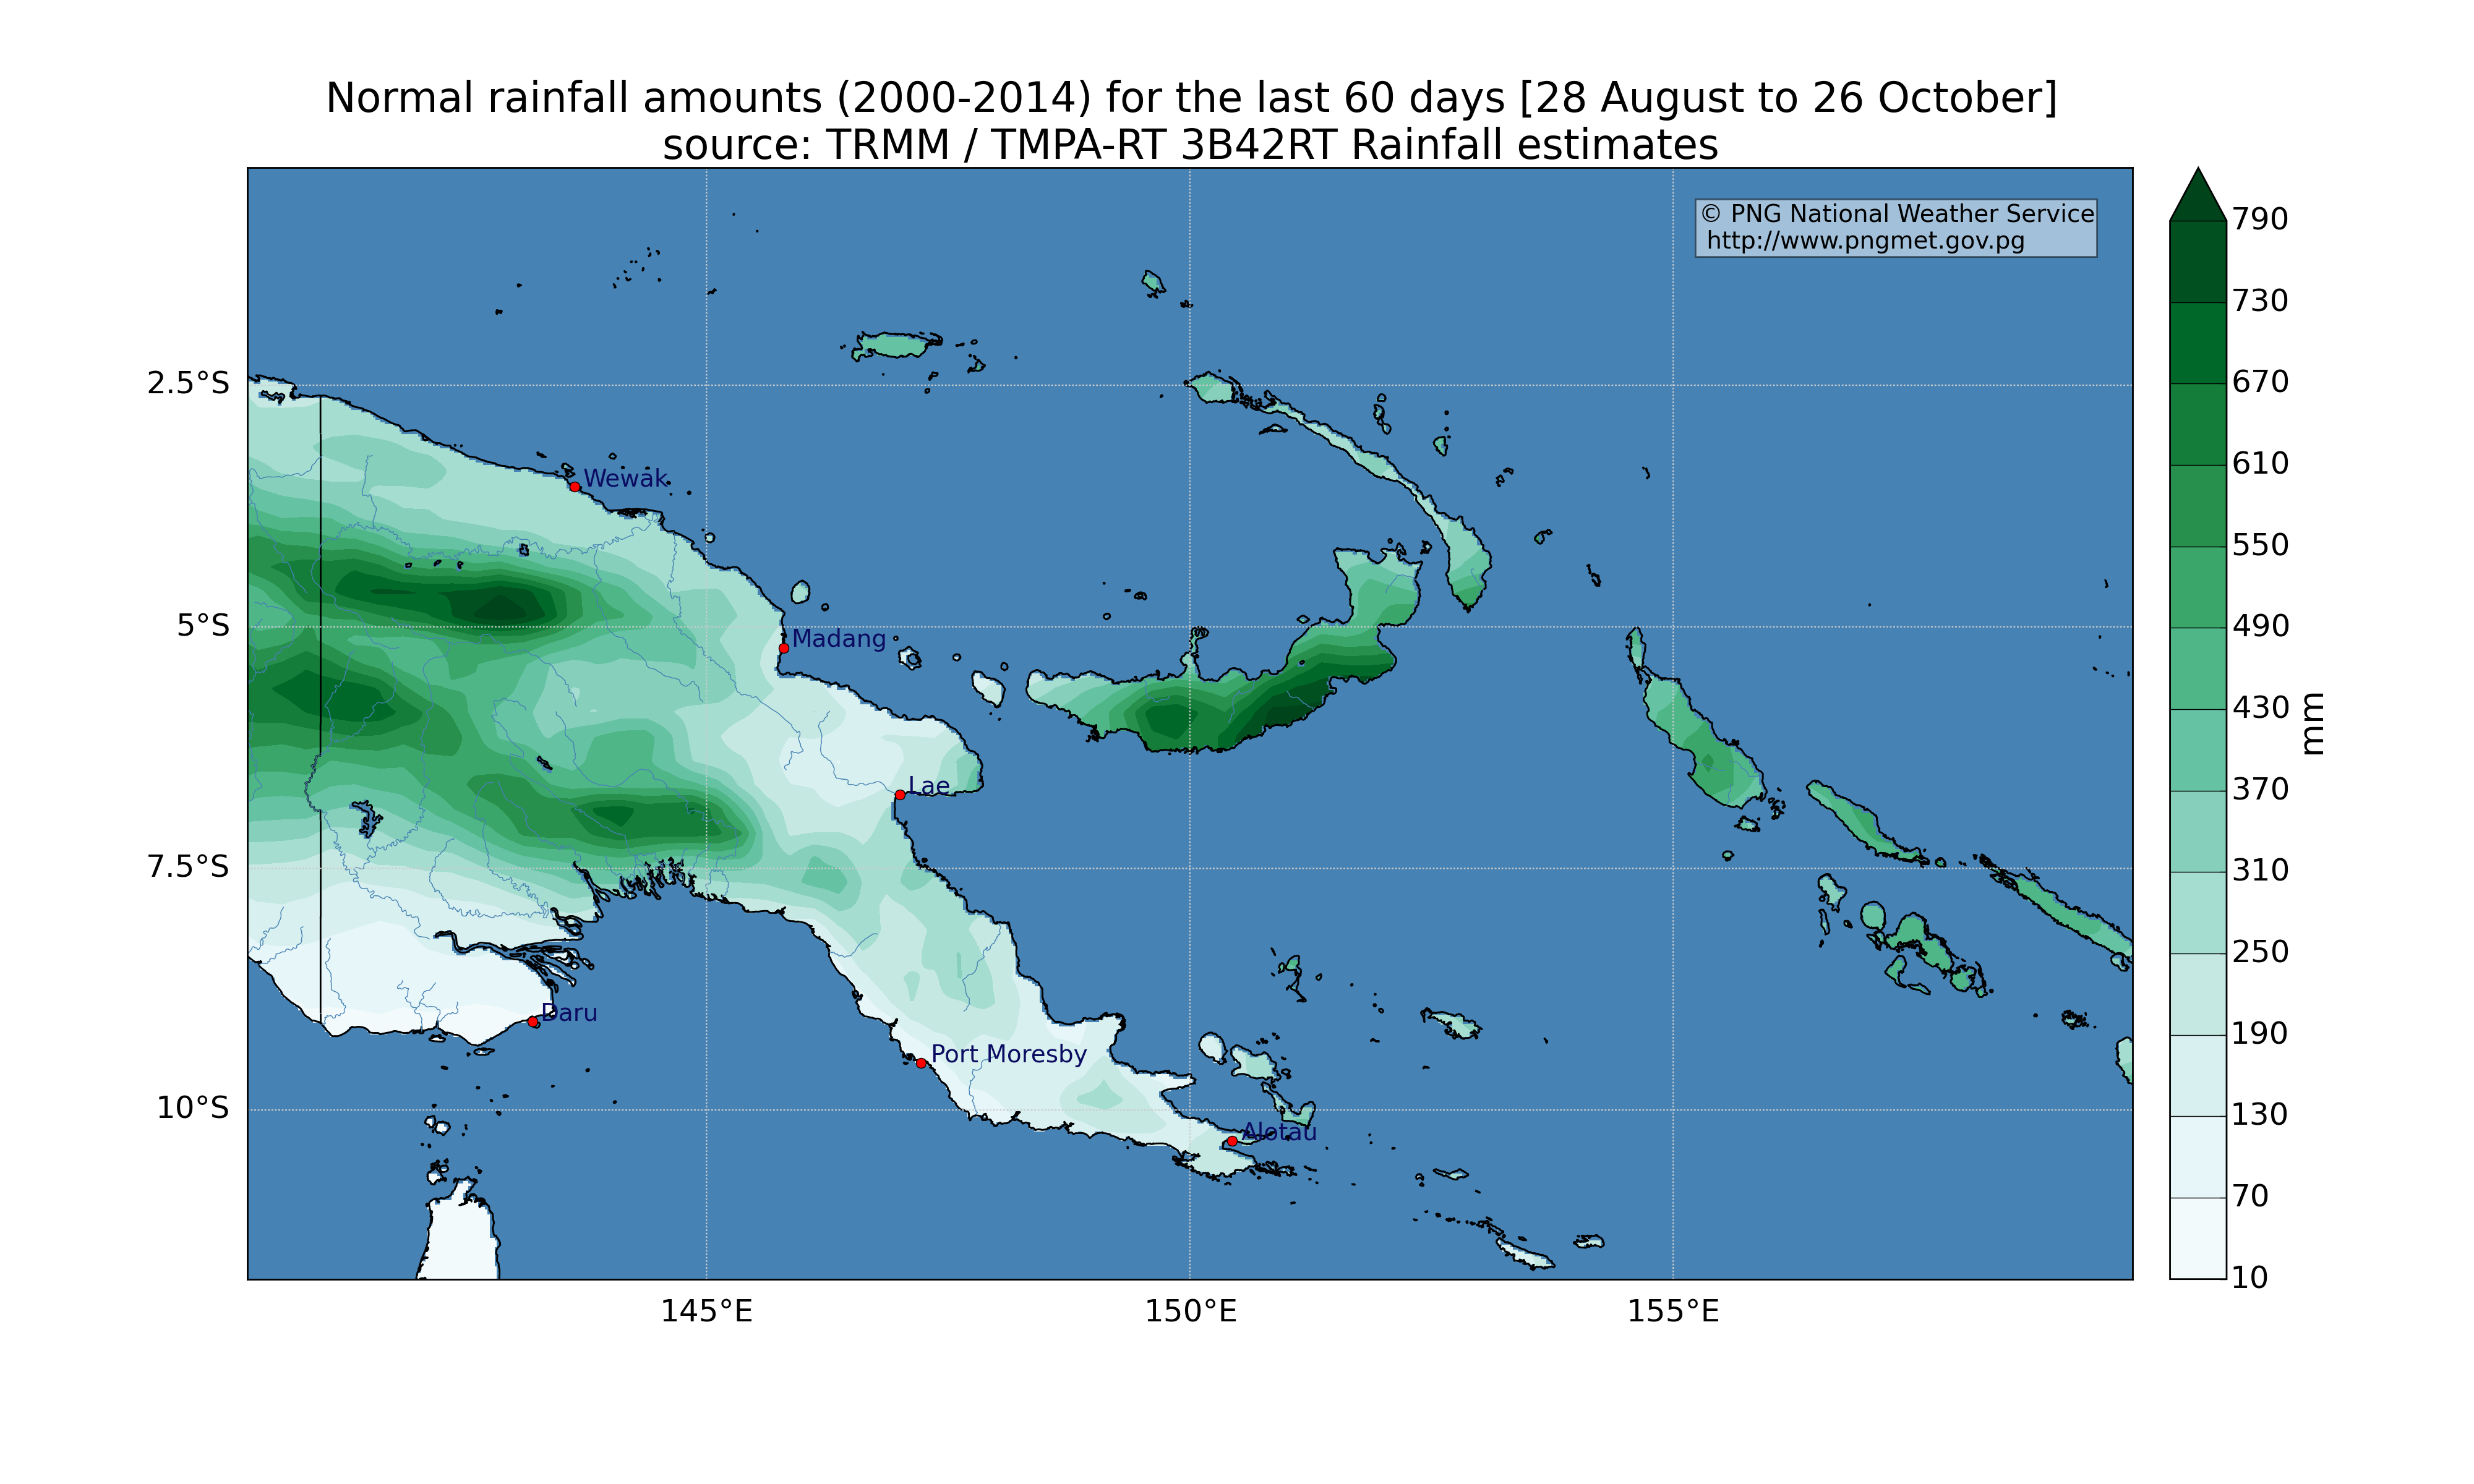 Normal rainfall amounts (2000-2014) for the last 60 days [28 August to 26 October]
source: TRMM / TMPA-RT 3B42RT Rainfall estimates
© PNG National Weather Service
http://www.pngmet.gov.pg
790
730
670
610
550
490
430
370
310
250
190
130
70
10
mm
2.5°S
5°S
7.5°S
10°S
Wewak
Madang
Lae
Daru
Port Moresby
Alotau
145°E
150°E
155°E